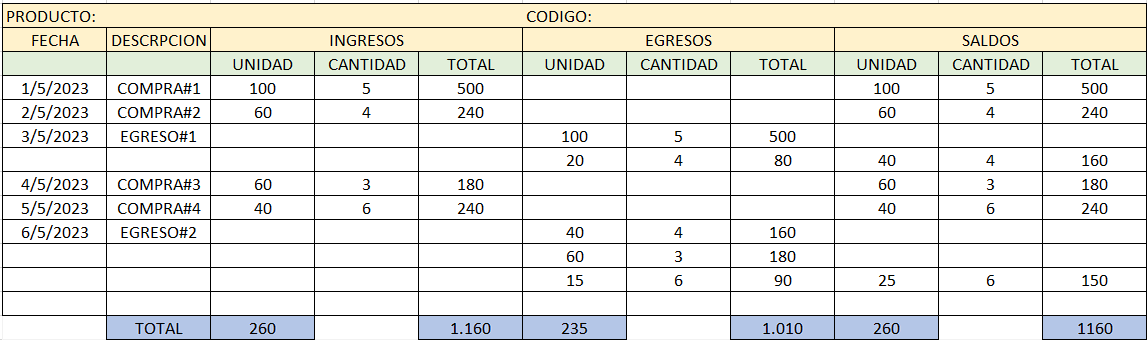 PRODUCTO: CODIGO:
FECHA DESCRPCION INGRESOS EGRESOS SALDOS
UNIDAD CANTIDAD TOTAL UNIDAD CANTIDAD TOTAL UNIDAD CANTIDAD TOTAL
1/5/2023 COMPRA#1 100 5 500 100 5 500
2/5/2023 COMPRA#2 60 4 240 60 4 240
3/5/2023 EGRESO#1 100 5 500
20 4 80 40 4 160
4/5/2023 COMPRA#3 60 3 180 60 3 180
5/5/2023 COMPRA#4 40 6 240 40 6 240
6/5/2023 EGRESO#2 40 4 160
60 3 180
15 6 90 25 6 150
TOTAL 260 1.160 235 1.010 260 1160